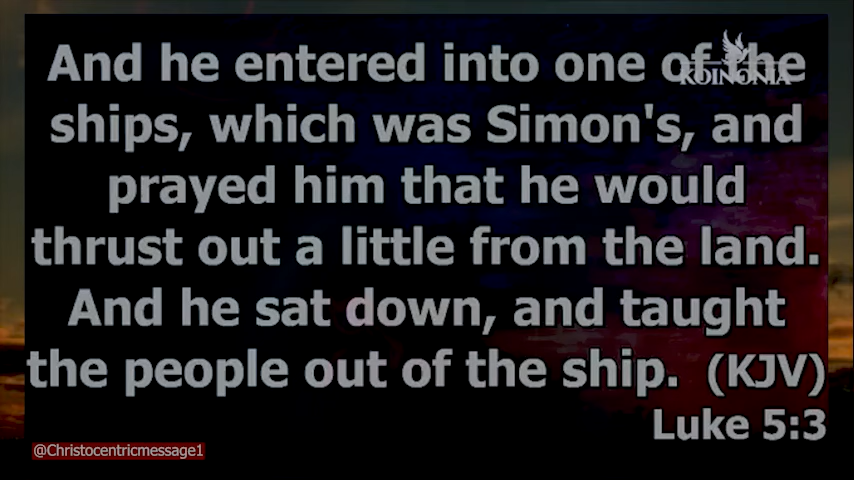 And he entered into one of the
KOINONIA
ships, which was Simon's, and
prayed him that he would
thrust out a little from the land.
And he sat down, and taught
the people out of the ship. (KJV)
Luke 5:3
@Christocentricmessage1